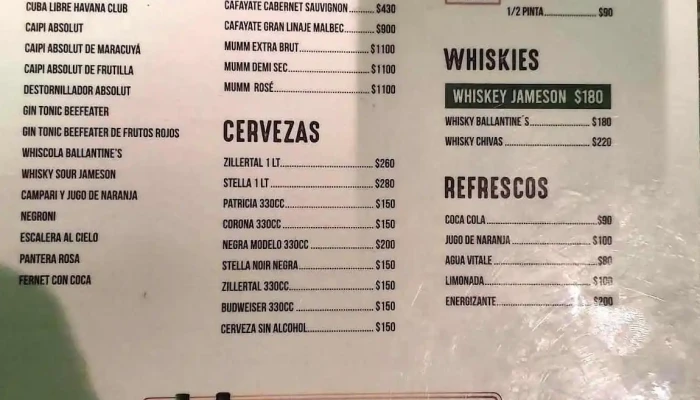 CUBA LIBRE HAVANA CLUB
CAIPI ABSOLUT
CAIPI ABSOLUT DE MARACUYÁ
CAIPI ABSOLUT DE FRUTILLA
DESTORNILLADOR ABSOLUT
GIN TONIC BEEFEATER
GIN TONIC BEEFEATER DE FRUTOS ROJOS
WHISCOLA BALLANTINE'S
WHISKY SOUR JAMESON
CAMPARI Y JUGO DE NARANJA
NEGRONI
ESCALERA AL CIELO
PANTERA ROSA
FERNET CON COCA
CAFAYATE CABERNET SAUVIGNON $430
CAFAYATE GRAN LINAJE MALBEC $900
MUMM EXTRA BRUT $1100
MUMM DEMI SEC $1100
MUMM ROSÉ $1100
CERVEZAS
ZILLERTAL 1 LT $260
STELLA 1 LT $280
PATRICIA 330CC $150
CORONA 330CC $150
NEGRA MODELO 330CC $200
STELLA NOIR NEGRA $150
ZILLERTAL 330CC $150
BUDWEISER 330CC $150
CERVEZA SIN ALCOHOL $150
1/2 PINTA $90
WHISKIES
WHISKEY JAMESON $180
WHISKY BALLANTINE´S $180
WHISKY CHIVAS $220
REFRESCOS
COCA COLA $90
JUGO DE NARANJA $100
AGUA VITALE $80
LIMONADA $100
ENERGIZANTE $200